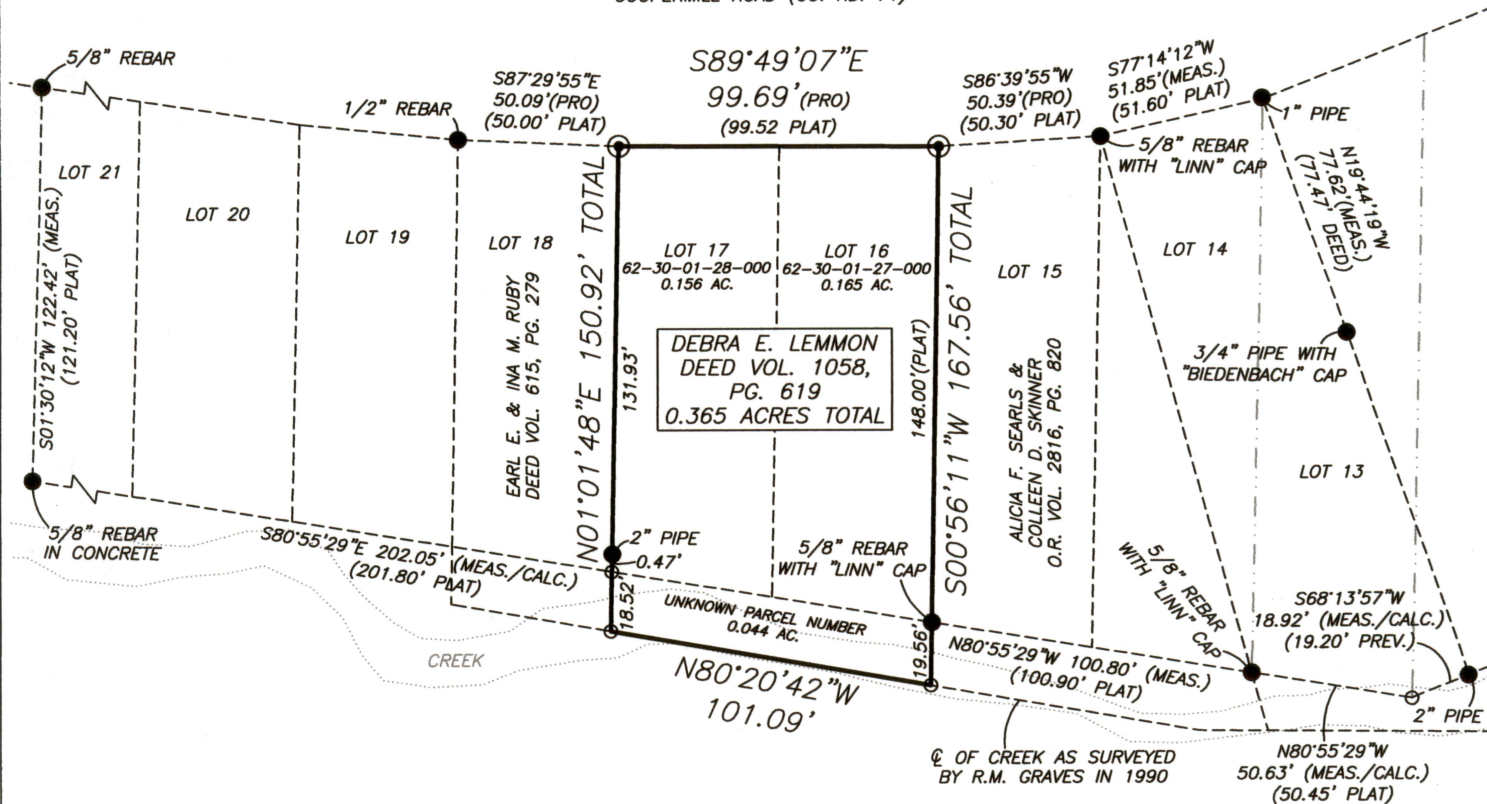 5/8" REBAR
1/2" REBAR
S87°29'55"E
50.09'(PRO)
(50.00' PLAT)
S89°49'07"E
99.69'(PRO)
(99.52 PLAT)
S86°39'55"W
50.39'(PRO)
(50.30' PLAT)
S77°14'12"W
51.85'(MEAS.)
(51.60' PLAT)
1" PIPE
5/8" REBAR
WITH "LINN" CAP
N19°44'19"W
77.62'(MEAS.)
(77.47' DEED)
LOT 21
LOT 20
LOT 19
LOT 18
LOT 17
62-30-01-28-000
0.156 AC.
LOT 16
62-30-01-27-000
0.165 AC.
LOT 15
LOT 14
LOT 13
S01°30'12"W 122.42' (MEAS.)
(121.20' PLAT)
EARL E. & INA M. RUBY
DEED VOL. 615, PG. 279
N01°01'48"E 150.92' TOTAL
131.93'
DEBRA E. LEMMON
DEED VOL. 1058,
PG. 619
0.365 ACRES TOTAL
148.00'(PLAT)
S00°56'11"W 167.56' TOTAL
ALICIA F. SEARLS &
COLLEEN D. SKINNER
O.R. VOL. 2816, PG. 820
3/4" PIPE WITH
"BIEDENBACH" CAP
5/8" REBAR
IN CONCRETE
S80°55'29"E 202.05' (MEAS./CALC.)
(201.80' PLAT)
2" PIPE
0.47'
18.52'
5/8" REBAR
WITH "LINN" CAP
UNKNOWN PARCEL NUMBER
0.044 AC.
19.56'
5/8" REBAR
WITH "LINN" CAP
S68°13'57"W
18.92' (MEAS./CALC.)
(19.20' PREV.)
CREEK
N80°20'42"W
101.09'
N80°55'29"W 100.80' (MEAS.)
(100.90' PLAT)
2" PIPE
℄ OF CREEK AS SURVEYED
BY R.M. GRAVES IN 1990
N80°55'29"W
50.63' (MEAS./CALC.)
(50.45' PLAT)